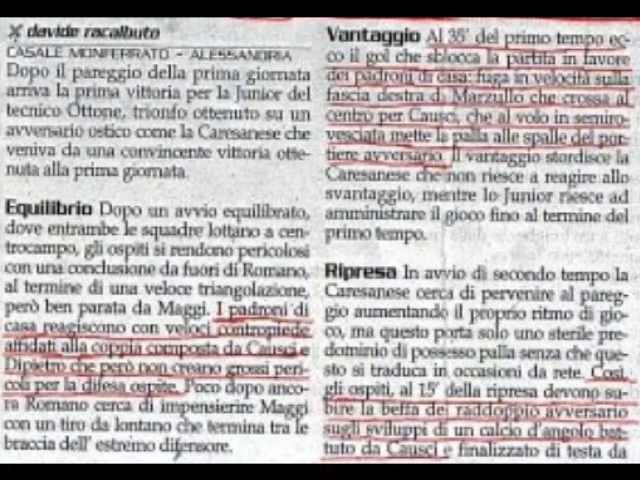 davide racalbuto
CASALE MONFERRATO - ALESSANDRIA
Dopo il pareggio della prima giornata
arriva la prima vittoria per la Junior del
tecnico Ottone, trionfo ottenuto su un
avversario ostico come la Caresanese che
veniva da una convincente vittoria otte-
nuta alla prima giornata.
Equilibrio Dopo un avvio equilibrato,
dove entrambe le squadre lottano a cen-
trocampo, gli ospiti si rendono pericolosi
con una conclusione da fuori di Romano,
al termine di una veloce triangolazione,
però ben parata da Maggi. I padroni di
casa reagiscono con veloci contropiede
affidati alla coppia composta da Causci e
Dipietro che però non creano grossi peri-
coli per la difesa ospite. Poco dopo anco-
ra Romano cerca di impensierire Maggi
con un tiro da lontano che termina tra le
braccia dell' estremo difensore.
Vantaggio Al 35' del primo tempo ec-
co il gol che sblocca la partita in favore
dei padroni di casa: fuga in velocità sulla
fascia destra di Marzullo che crossa al
centro per Causci, che al volo in semiro-
vesciata mette la palla alle spalle del por-
tiere avversario. Il vantaggio stordisce la
Caresanese che non riesce a reagire allo
svantaggio, mentre lo Junior riesce ad
amministrare il gioco fino al termine del
primo tempo.
Ripresa In avvio di secondo tempo la
Caresanese cerca di pervenire al pareg-
gio aumentando il proprio ritmo di gio-
co, ma questo porta solo uno sterile pre-
dominio di possesso palla senza che que-
sto si traduca in occasioni da rete. Così
gli ospiti, al 15' della ripresa devono su-
bire la beffa del raddoppio avversario
sugli sviluppi di un calcio d'angolo bat-
tuto da Causci e finalizzato di testa da